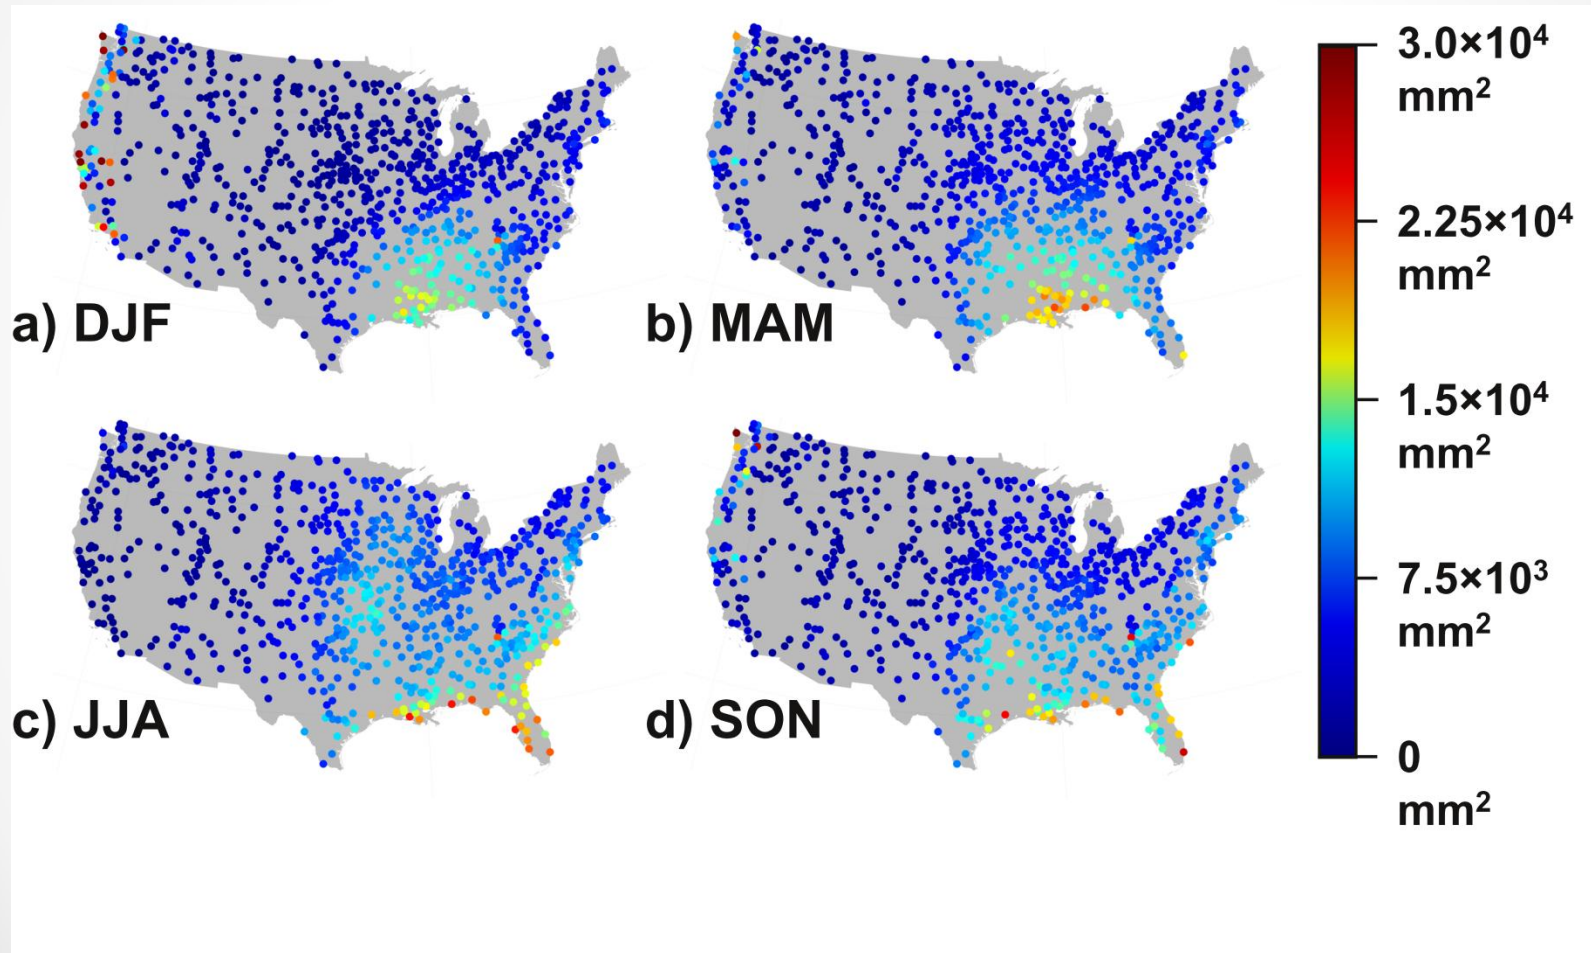 a) DJF
b) MAM
c) JJA
d) SON
3.0×10⁴
mm²
2.25×10⁴
mm²
1.5×10⁴
mm²
7.5×10³
mm²
0
mm²